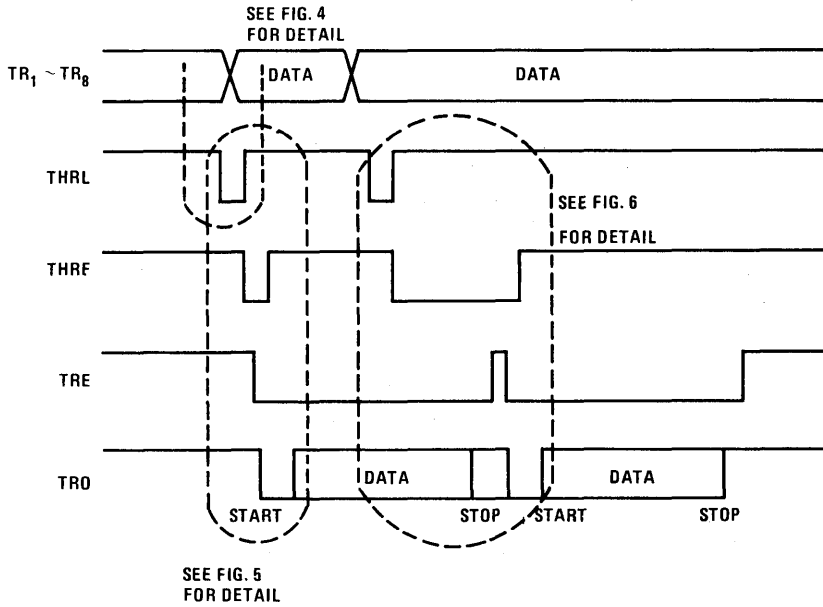 SEE FIG. 4
FOR DETAIL
TR1 ~ TR8
DATA
DATA
THRL
SEE FIG. 6
FOR DETAIL
THRE
TRE
TRO
DATA
DATA
START
STOP
START
STOP
SEE FIG. 5
FOR DETAIL